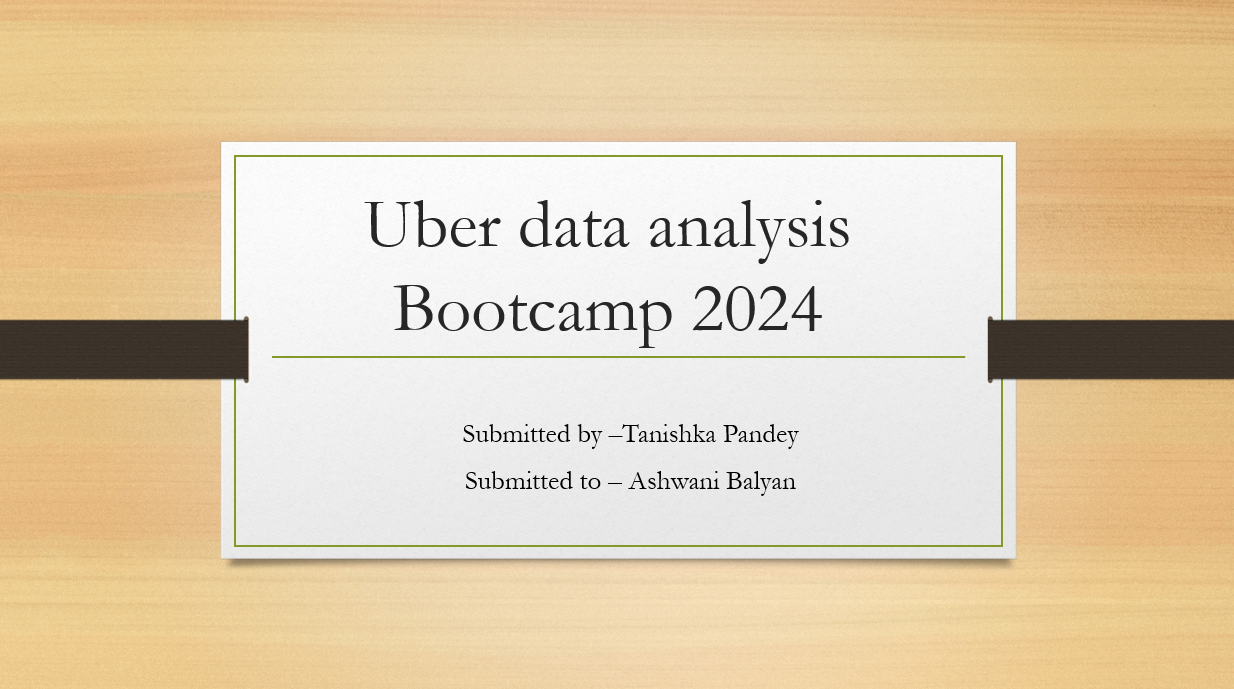 Uber data analysis
Bootcamp 2024
Submitted by –Tanishka Pandey
Submitted to – Ashwani Balyan